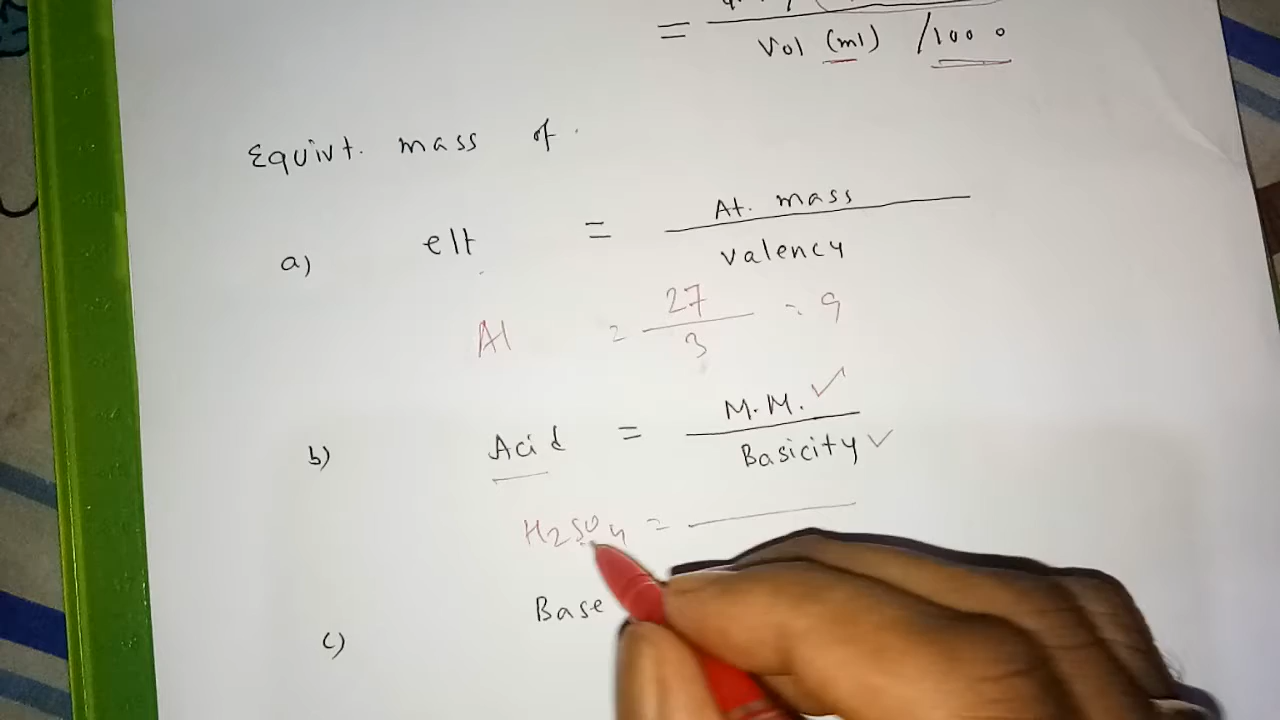 =
Vol (ml) /1000
Equivt. mass of
a) elt = At. mass
valency
Al = 27
3 = 9
b) Acid = M.M. ✓
Basicity ✓
H2SO4 =
c) Base